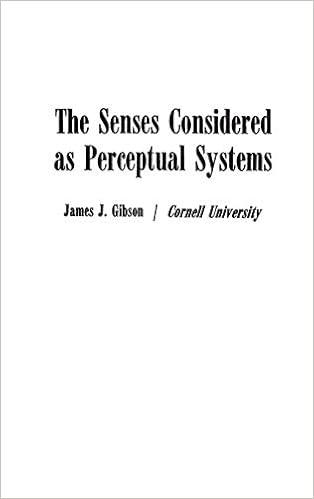 The Senses Considered
as Perceptual Systems
James J. Gibson / Cornell University